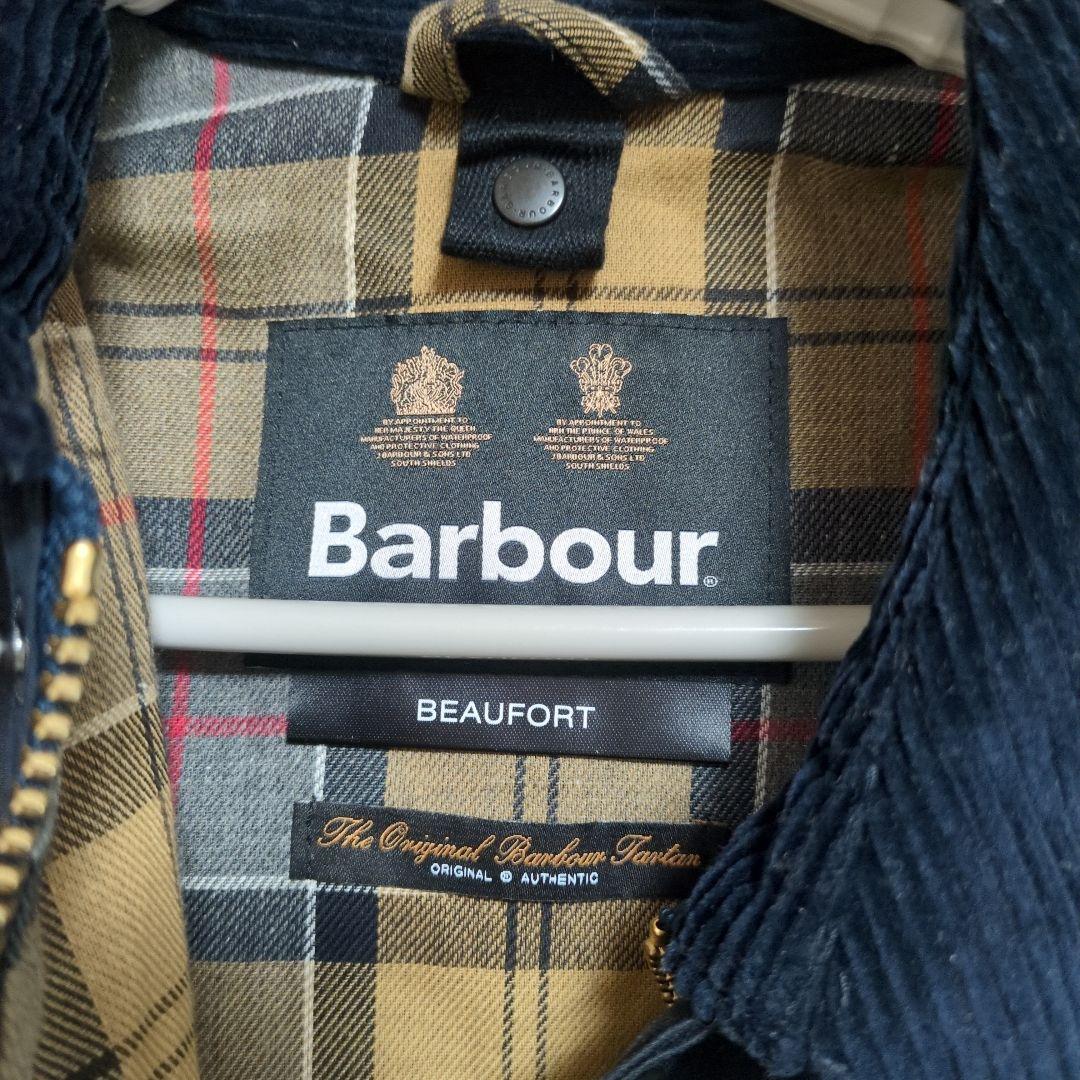 BARBOUR
BY APPOINTMENT TO
HER MAJESTY THE QUEEN
MANUFACTURERS OF WATERPROOF
AND PROTECTIVE CLOTHING
J BARBOUR & SONS LTD
SOUTH SHIELDS
BY APPOINTMENT TO
HRH THE PRINCE OF WALES
MANUFACTURERS OF WATERPROOF
AND PROTECTIVE CLOTHING
J BARBOUR & SONS LTD
SOUTH SHIELDS
Barbour®
BEAUFORT
The Original Barbour Tartan
ORIGINAL ® AUTHENTIC